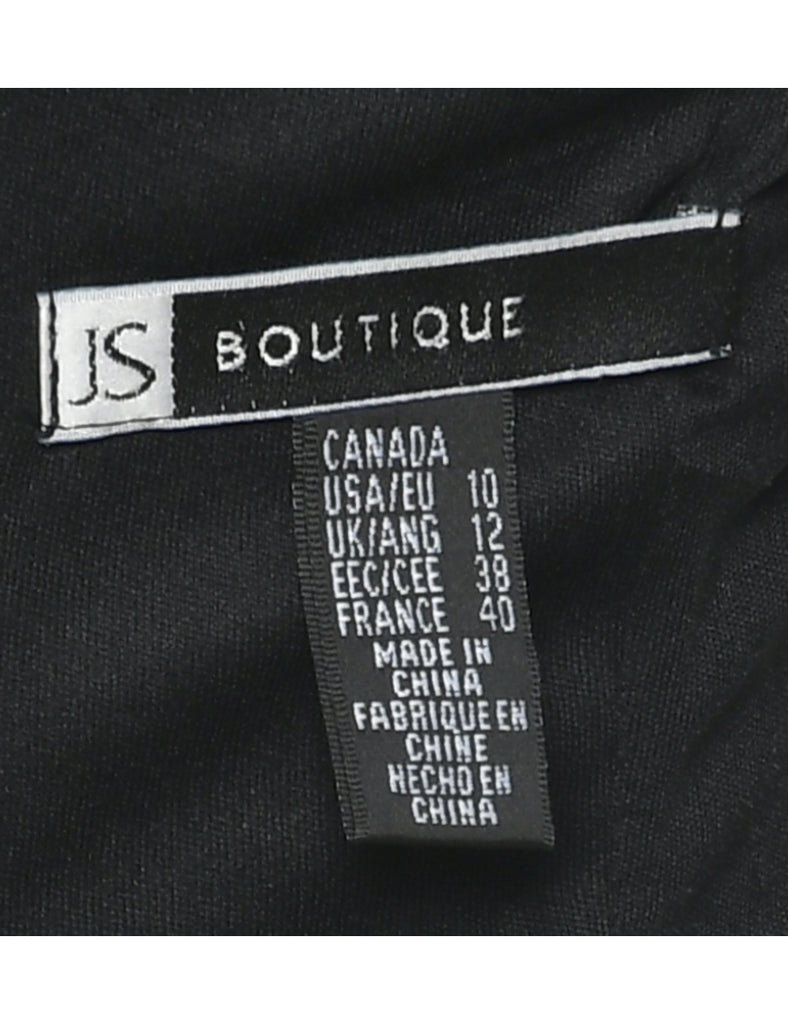 JS BOUTIQUE
CANADA
USA/EU 10
UK/ANG 12
EEC/CEE 38
FRANCE 40
MADE IN
CHINA
FABRIQUE EN
CHINE
HECHO EN
CHINA